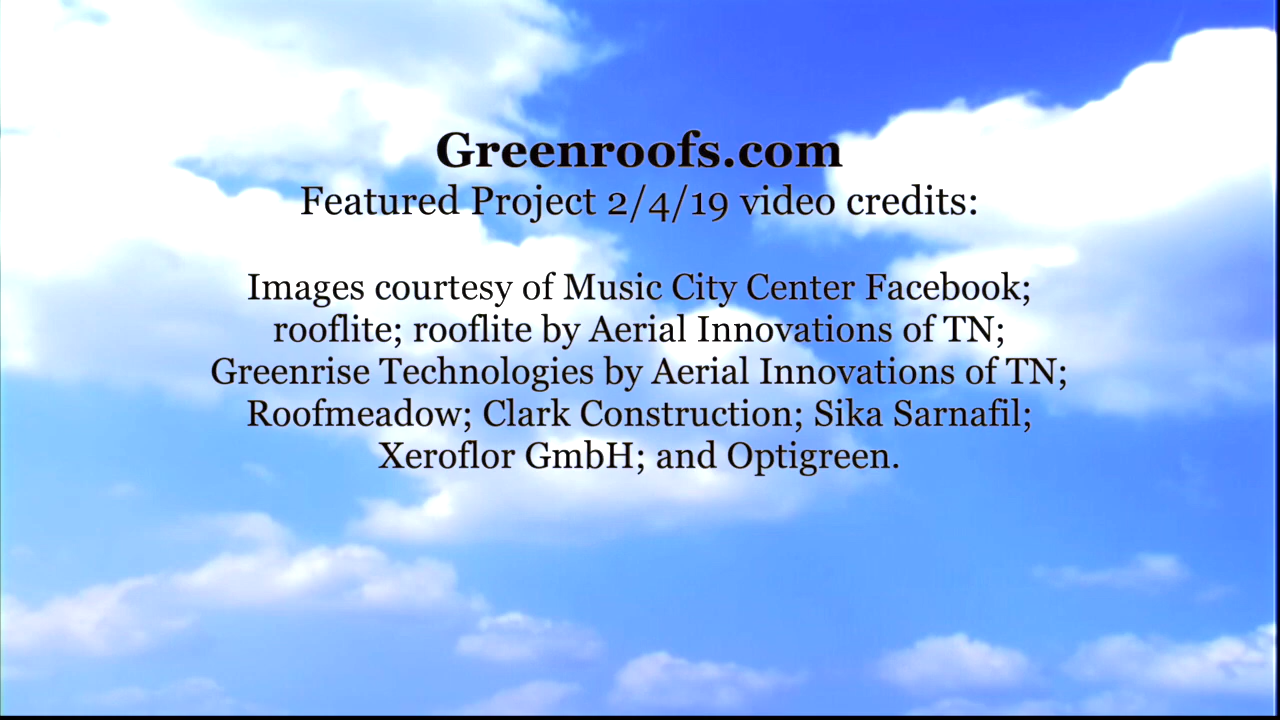 Greenroofs.com
Featured Project 2/4/19 video credits:
Images courtesy of Music City Center Facebook;
rooflite; rooflite by Aerial Innovations of TN;
Greenrise Technologies by Aerial Innovations of TN;
Roofmeadow; Clark Construction; Sika Sarnafil;
Xeroflor GmbH; and Optigreen.